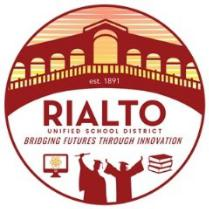 est. 1891
RIALTO
UNIFIED SCHOOL DISTRICT
BRIDGING FUTURES THROUGH INNOVATION